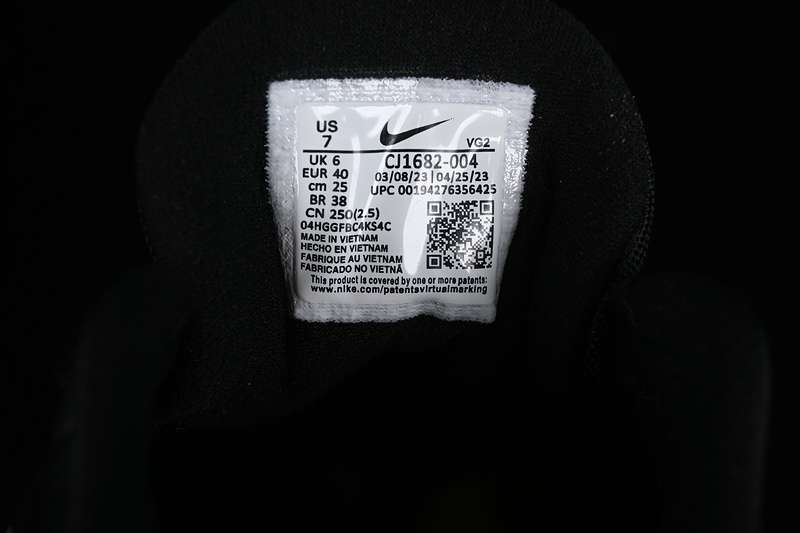 US
7
VG2
UK 6
CJ1682-004
EUR 40
03/08/23 | 04/25/23
cm 25
UPC 00194276356425
BR 38
CN 250(2.5)
04HGGFBC4KS4C
MADE IN VIETNAM
HECHO EN VIETNAM
FABRIQUE AU VIETNAM
FABRICADO NO VIETNÃ
This product is covered by one or more patents:
www.nike.com/patentsvirtualmarking